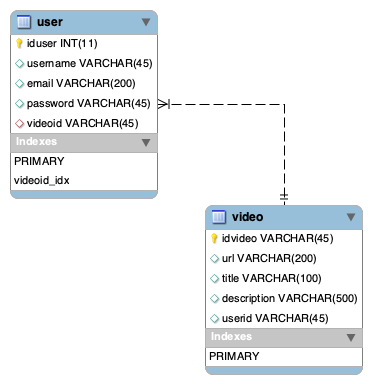 user
iduser INT(11)
username VARCHAR(45)
email VARCHAR(200)
password VARCHAR(45)
videoid VARCHAR(45)
Indexes
PRIMARY
videoid_idx
video
idvideo VARCHAR(45)
url VARCHAR(200)
title VARCHAR(100)
description VARCHAR(500)
userid VARCHAR(45)
Indexes
PRIMARY